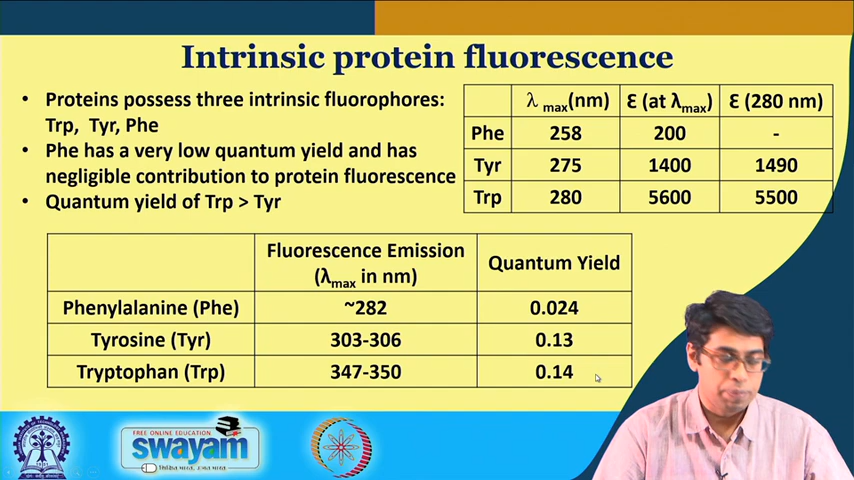 Intrinsic protein fluorescence
• Proteins possess three intrinsic fluorophores:
Trp, Tyr, Phe
• Phe has a very low quantum yield and has
negligible contribution to protein fluorescence
• Quantum yield of Trp > Tyr
λ max(nm) Ɛ (at λmax) Ɛ (280 nm)
Phe 258 200 -
Tyr 275 1400 1490
Trp 280 5600 5500
Fluorescence Emission
(λmax in nm) Quantum Yield
Phenylalanine (Phe) ~282 0.024
Tyrosine (Tyr) 303-306 0.13
Tryptophan (Trp) 347-350 0.14
FREE ONLINE EDUCATION
swayam